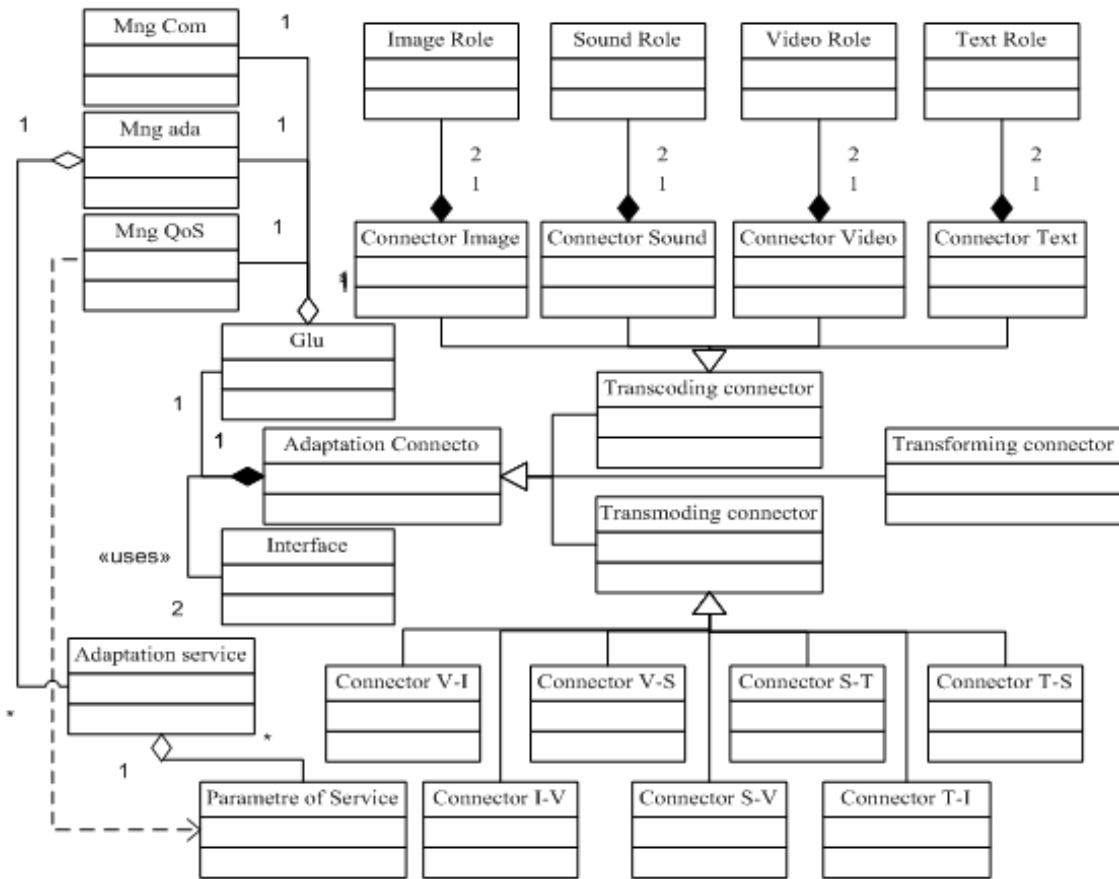 Mng Com
1
Image Role
Sound Role
Video Role
Text Role
1
Mng ada
1
2
1
2
1
2
1
2
1
Mng QoS
1
Connector Image
Connector Sound
Connector Video
Connector Text
Glu
1
Transcoding connector
1
Adaptation Connecto
Transforming connector
Transmoding connector
Interface
«uses»
2
Adaptation service
Connector V-I
Connector V-S
Connector S-T
Connector T-S
*
*
1
Parametre of Service
Connector I-V
Connector S-V
Connector T-I